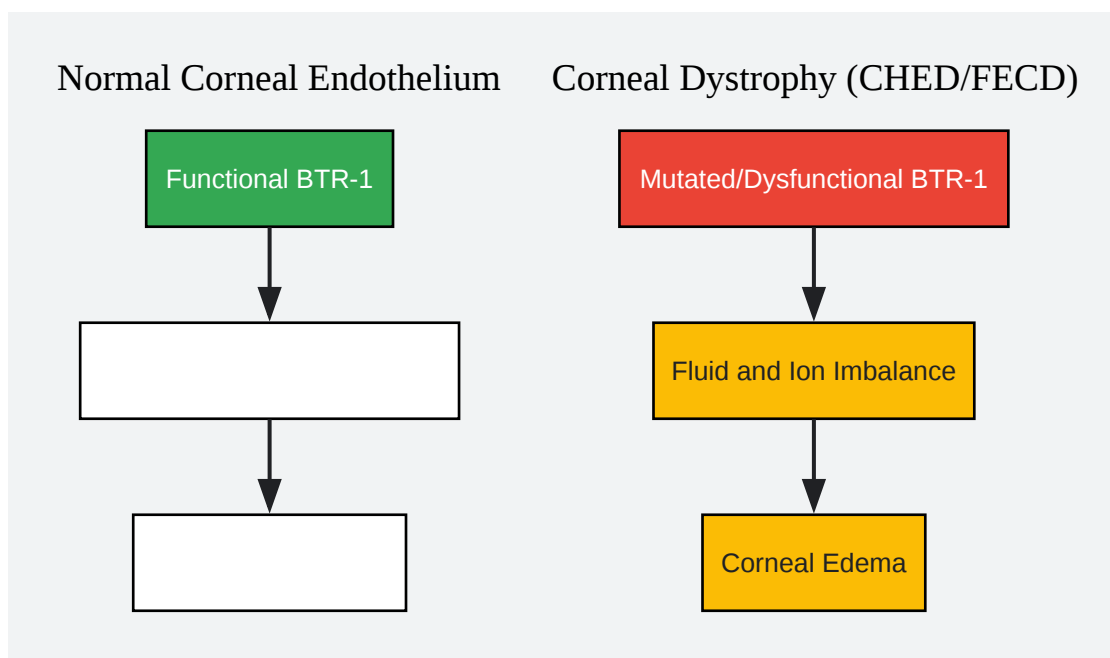 Normal Corneal Endothelium
Functional BTR-1
Corneal Dystrophy (CHED/FECD)
Mutated/Dysfunctional BTR-1
Fluid and Ion Imbalance
Corneal Edema